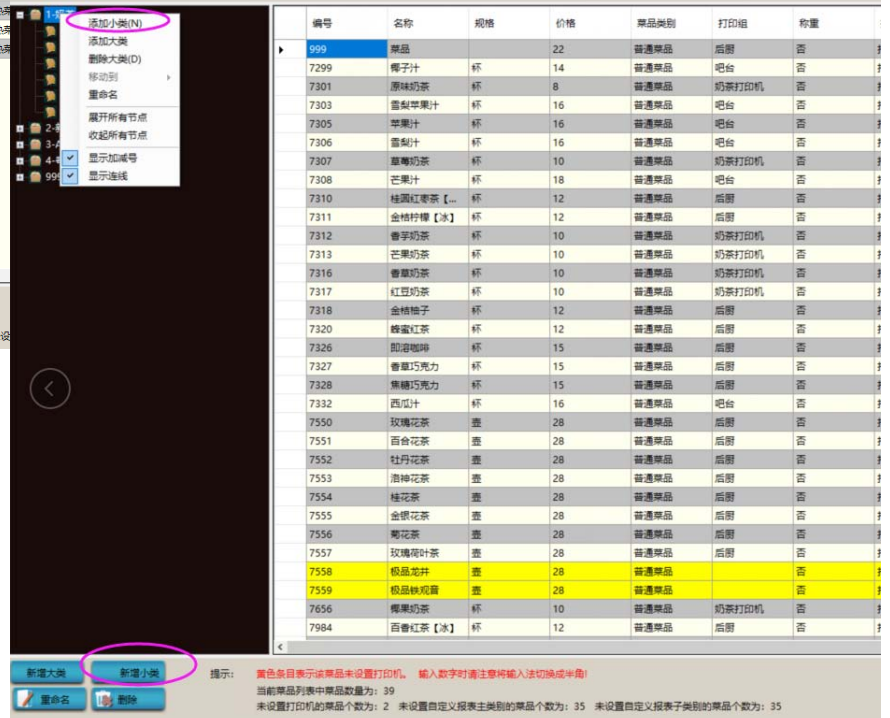 1-奶茶
添加小类(N)
添加大类
删除大类(D)
移动到
重命名
展开所有节点
收起所有节点
显示加减号
显示连线
2-
3-A
4-
999
编号 名称 规格 价格 菜品类别 打印组 称重
999 菜品 22 普通菜品 后厨 否
7299 椰子汁 杯 14 普通菜品 吧台 否
7301 原味奶茶 杯 8 普通菜品 奶茶打印机 否
7303 雪梨苹果汁 杯 16 普通菜品 吧台 否
7305 苹果汁 杯 16 普通菜品 吧台 否
7306 雪梨汁 杯 16 普通菜品 吧台 否
7307 草莓奶茶 杯 10 普通菜品 奶茶打印机 否
7308 芒果汁 杯 18 普通菜品 吧台 否
7310 桂圆红枣茶【... 杯 12 普通菜品 后厨 否
7311 金桔柠檬【冰】 杯 12 普通菜品 后厨 否
7312 香芋奶茶 杯 10 普通菜品 奶茶打印机 否
7313 芒果奶茶 杯 10 普通菜品 奶茶打印机 否
7316 香草奶茶 杯 10 普通菜品 奶茶打印机 否
7317 红豆奶茶 杯 10 普通菜品 奶茶打印机 否
7318 金桔柚子 杯 12 普通菜品 后厨 否
7320 蜂蜜红茶 杯 12 普通菜品 后厨 否
7326 即溶咖啡 杯 15 普通菜品 后厨 否
7327 香草巧克力 杯 15 普通菜品 后厨 否
7328 焦糖巧克力 杯 15 普通菜品 后厨 否
7332 西瓜汁 杯 16 普通菜品 吧台 否
7550 玫瑰花茶 壶 28 普通菜品 后厨 否
7551 百合花茶 壶 28 普通菜品 后厨 否
7552 牡丹花茶 壶 28 普通菜品 后厨 否
7553 洛神花茶 壶 28 普通菜品 后厨 否
7554 桂花茶 壶 28 普通菜品 后厨 否
7555 金银花茶 壶 28 普通菜品 后厨 否
7556 菊花茶 壶 28 普通菜品 后厨 否
7557 玫瑰荷叶茶 壶 28 普通菜品 后厨 否
7558 极品龙井 壶 28 普通菜品 否
7559 极品铁观音 壶 28 普通菜品 否
7656 椰果奶茶 杯 10 普通菜品 奶茶打印机 否
7984 百香红茶【冰】 杯 12 普通菜品 后厨 否
新增大类 新增小类
重命名 删除
提示: 黄色条目表示该菜品未设置打印机。 输入数字时请注意将输入法切换成半角!
当前菜品列表中菜品数量为: 39
未设置打印机的菜品个数为: 2 未设置自定义报表主类别的菜品个数为: 35 未设置自定义报表子类别的菜品个数为: 35